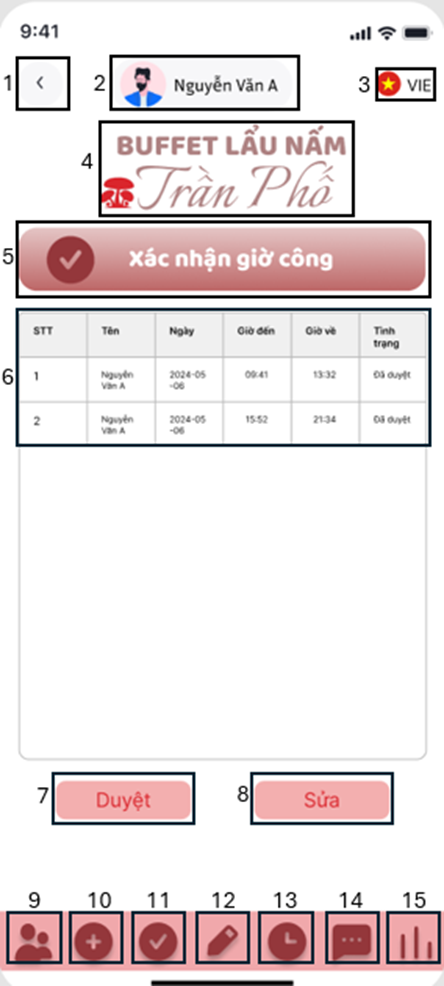 9:41
1
2
Nguyễn Văn A
3
VIE
4
BUFFET LẨU NẤM
Trần Phố
5
Xác nhận giờ công
6
STT Tên Ngày Giờ đến Giờ về Tình trạng
1 Nguyễn Văn A 2024-05-06 09:41 13:32 Đã duyệt
2 Nguyễn Văn A 2024-05-06 15:52 21:34 Đã duyệt
7
Duyệt
8
Sửa
9 10 11 12 13 14 15